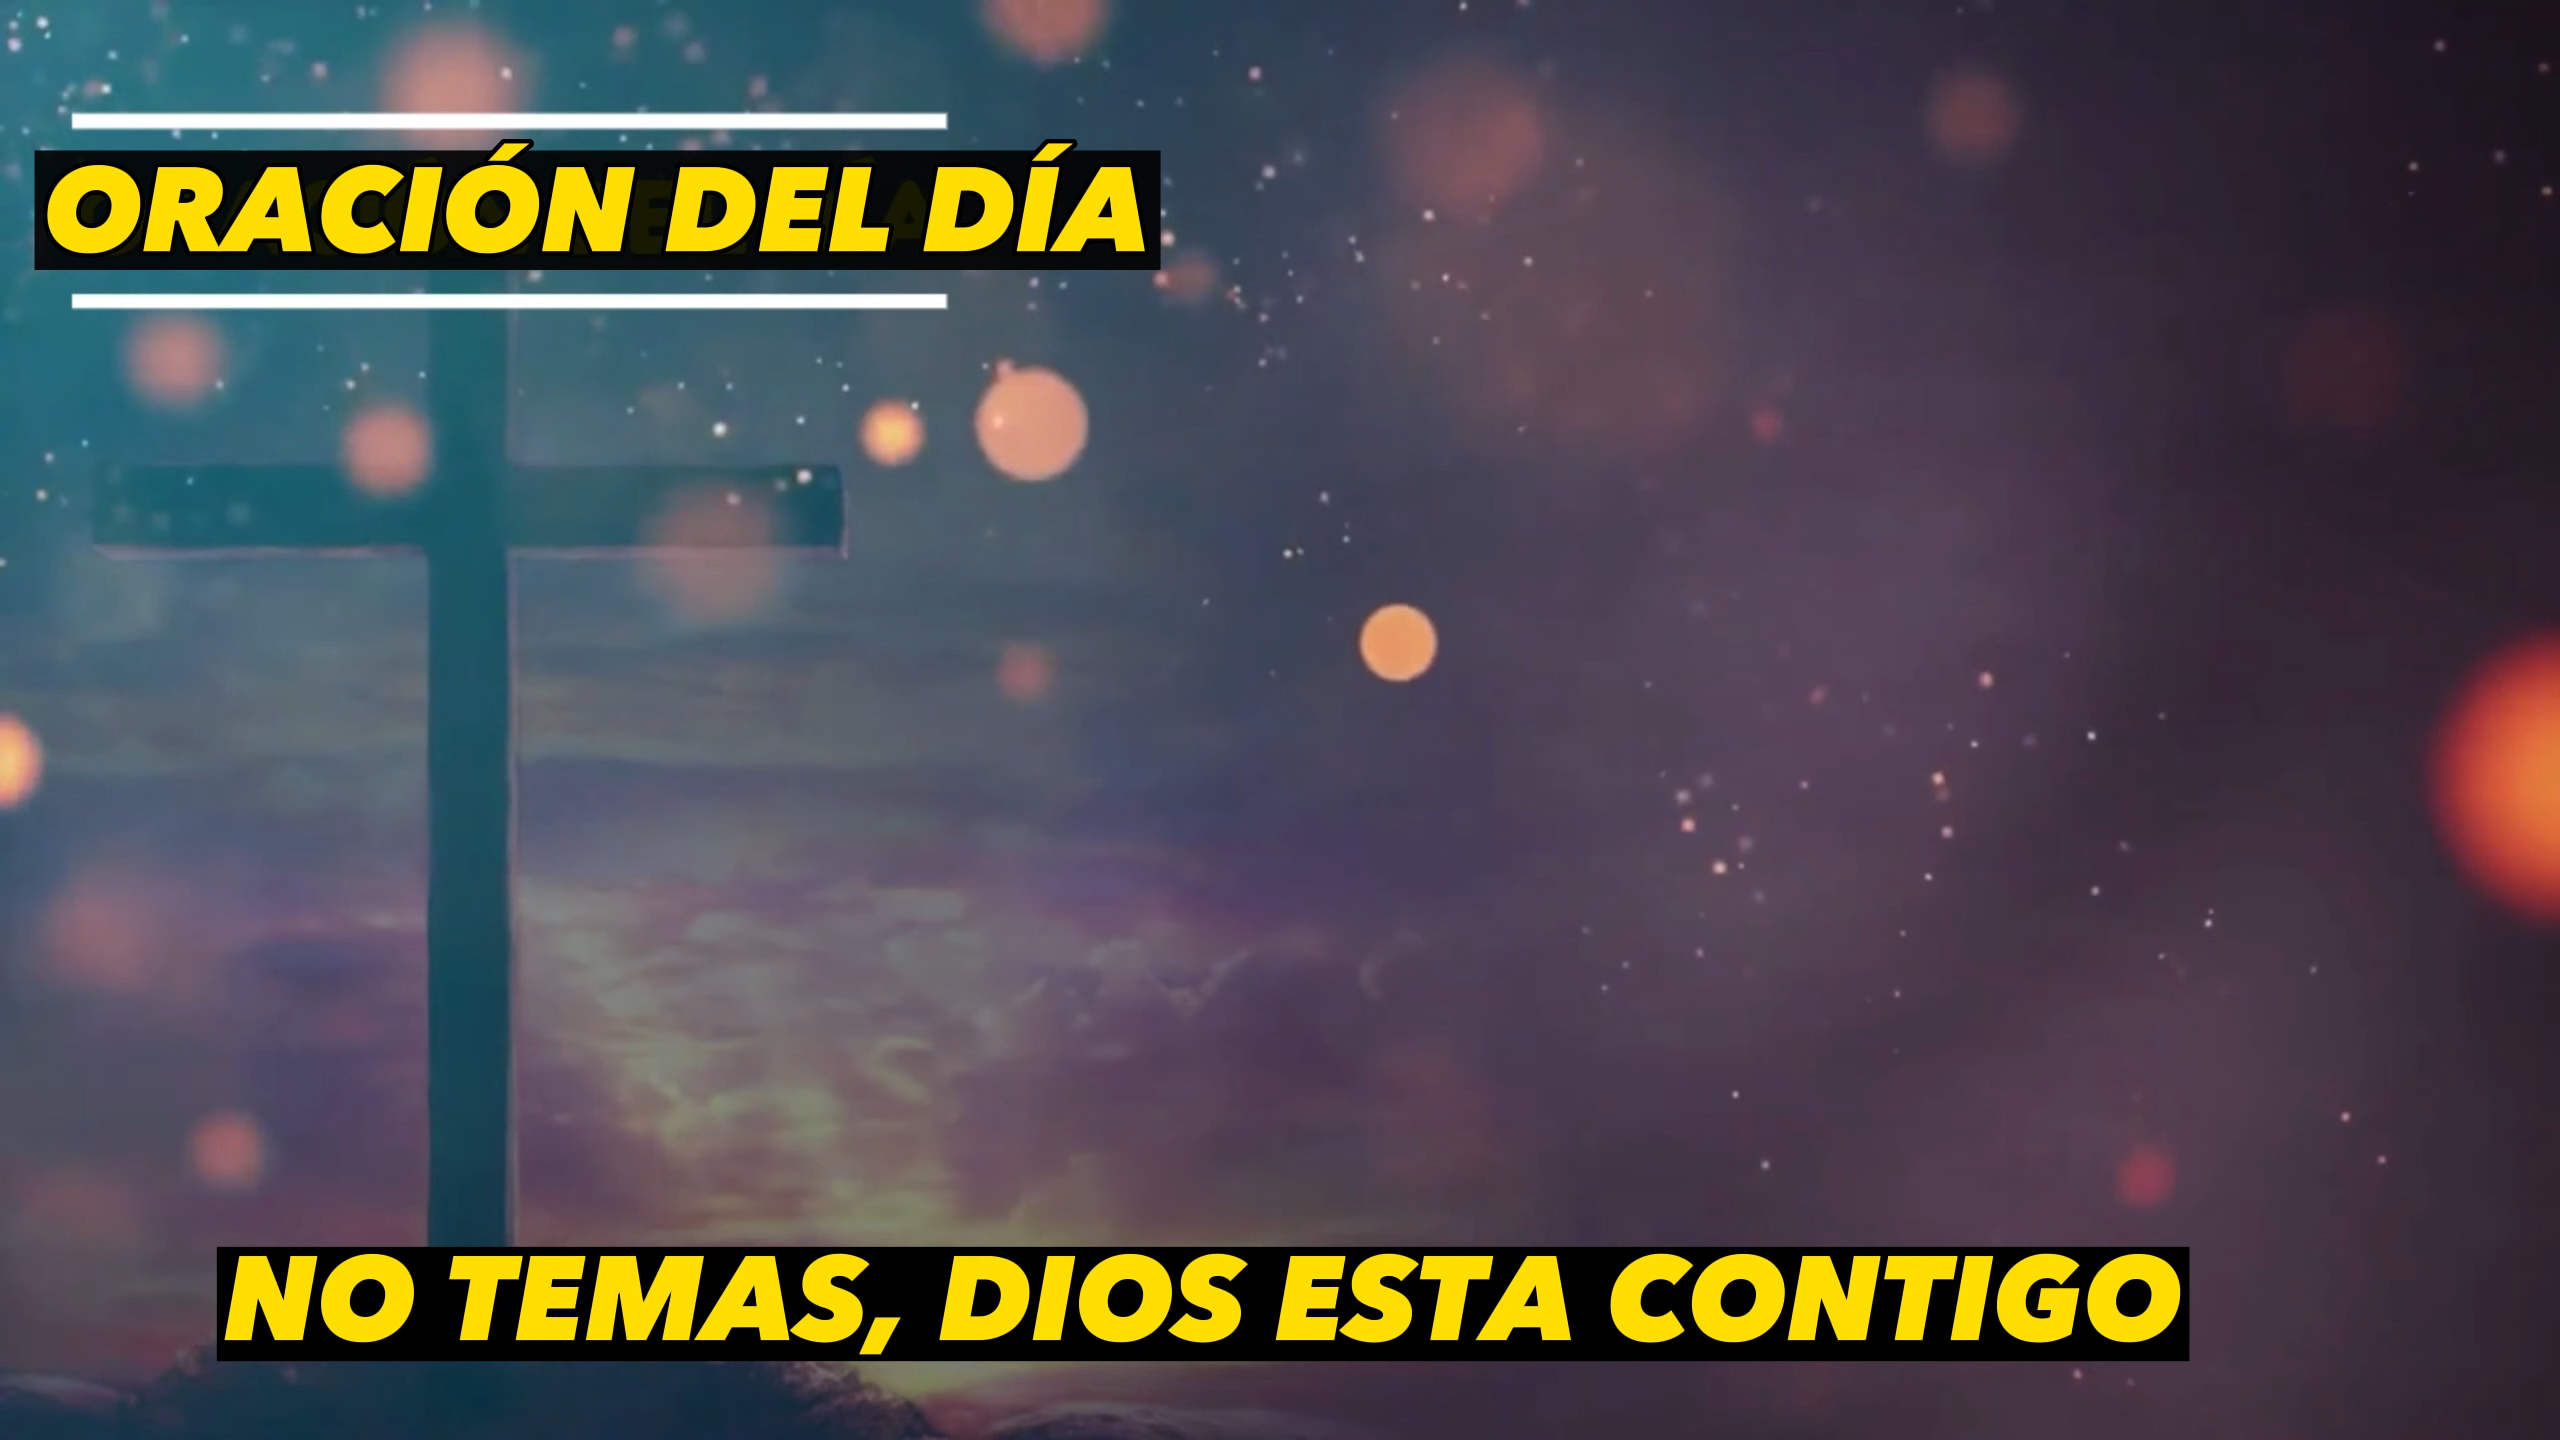 ORACIÓN DEL DÍA
NO TEMAS, DIOS ESTA CONTIGO